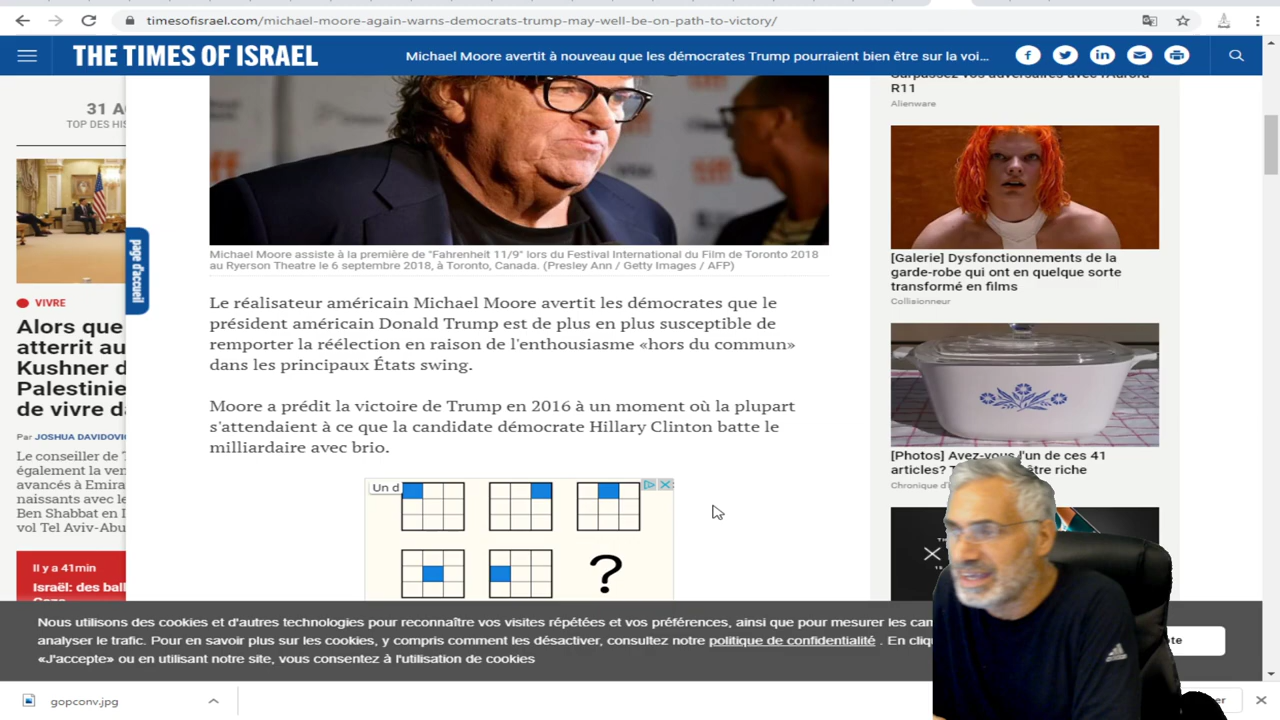 timesofisrael.com/michael-moore-again-warns-democrats-trump-may-well-be-on-path-to-victory/
THE TIMES OF ISRAEL
Michael Moore avertit à nouveau que les démocrates Trump pourraient bien être sur la voi...
31 A
TOP DES HIS
page d'accueil
VIVRE
Alors que
atterrit au
Kushner d
Palestinie
de vivre d
Par JOSHUA DAVIDOVI
Le conseiller de
également la ven
avancés à Emira
naissants avec le
Ben Shabbat en I
vol Tel Aviv-Abu
Il y a 41min
Israël: des ball
Michael Moore assiste à la première de "Fahrenheit 11/9" lors du Festival International du Film de Toronto 2018
au Ryerson Theatre le 6 septembre 2018, à Toronto, Canada. (Presley Ann / Getty Images / AFP)
Le réalisateur américain Michael Moore avertit les démocrates que le
président américain Donald Trump est de plus en plus susceptible de
remporter la réélection en raison de l'enthousiasme «hors du commun»
dans les principaux États swing.
Moore a prédit la victoire de Trump en 2016 à un moment où la plupart
s'attendaient à ce que la candidate démocrate Hillary Clinton batte le
milliardaire avec brio.
Un d
?
Surpassez vos adversaires avec l'Aurora
R11
Alienware
[Galerie] Dysfonctionnements de la
garde-robe qui ont en quelque sorte
transformé en films
Collisionneur
[Photos] Avez-vous l'un de ces 41
articles? être riche
Chronique d'
Nous utilisons des cookies et d'autres technologies pour reconnaître vos visites répétées et vos préférences, ainsi que pour mesurer les
analyser le trafic. Pour en savoir plus sur les cookies, y compris comment les désactiver, consultez notre politique de confidentialité . En
«J'accepte» ou en utilisant notre site, vous consentez à l'utilisation de cookies
gopconv.jpg